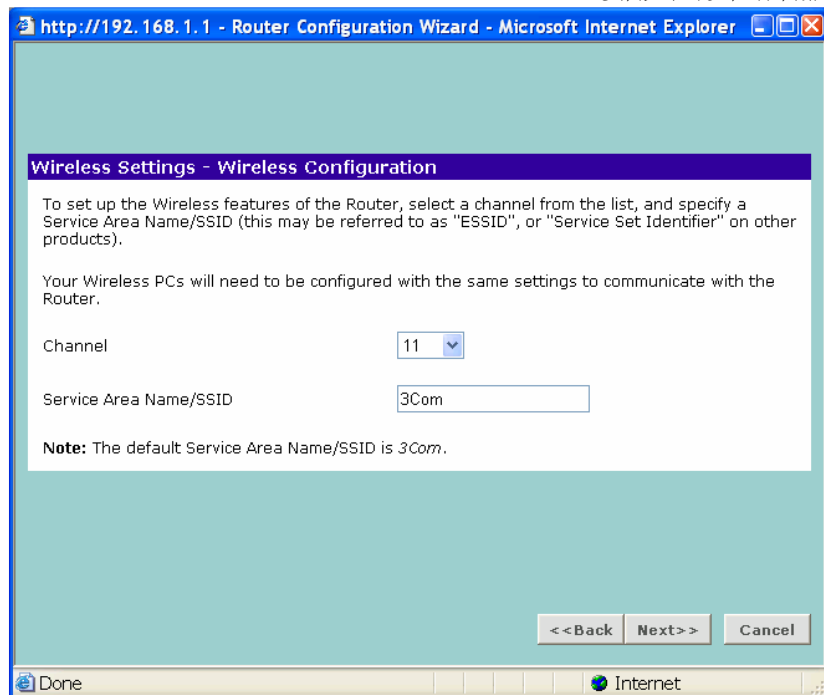 http://192.168.1.1 - Router Configuration Wizard - Microsoft Internet Explorer
Wireless Settings - Wireless Configuration
To set up the Wireless features of the Router, select a channel from the list, and specify a
Service Area Name/SSID (this may be referred to as "ESSID", or "Service Set Identifier" on other
products).
Your Wireless PCs will need to be configured with the same settings to communicate with the
Router.
Channel 11
Service Area Name/SSID 3Com
Note: The default Service Area Name/SSID is 3Com.
<<Back Next>> Cancel
Done Internet